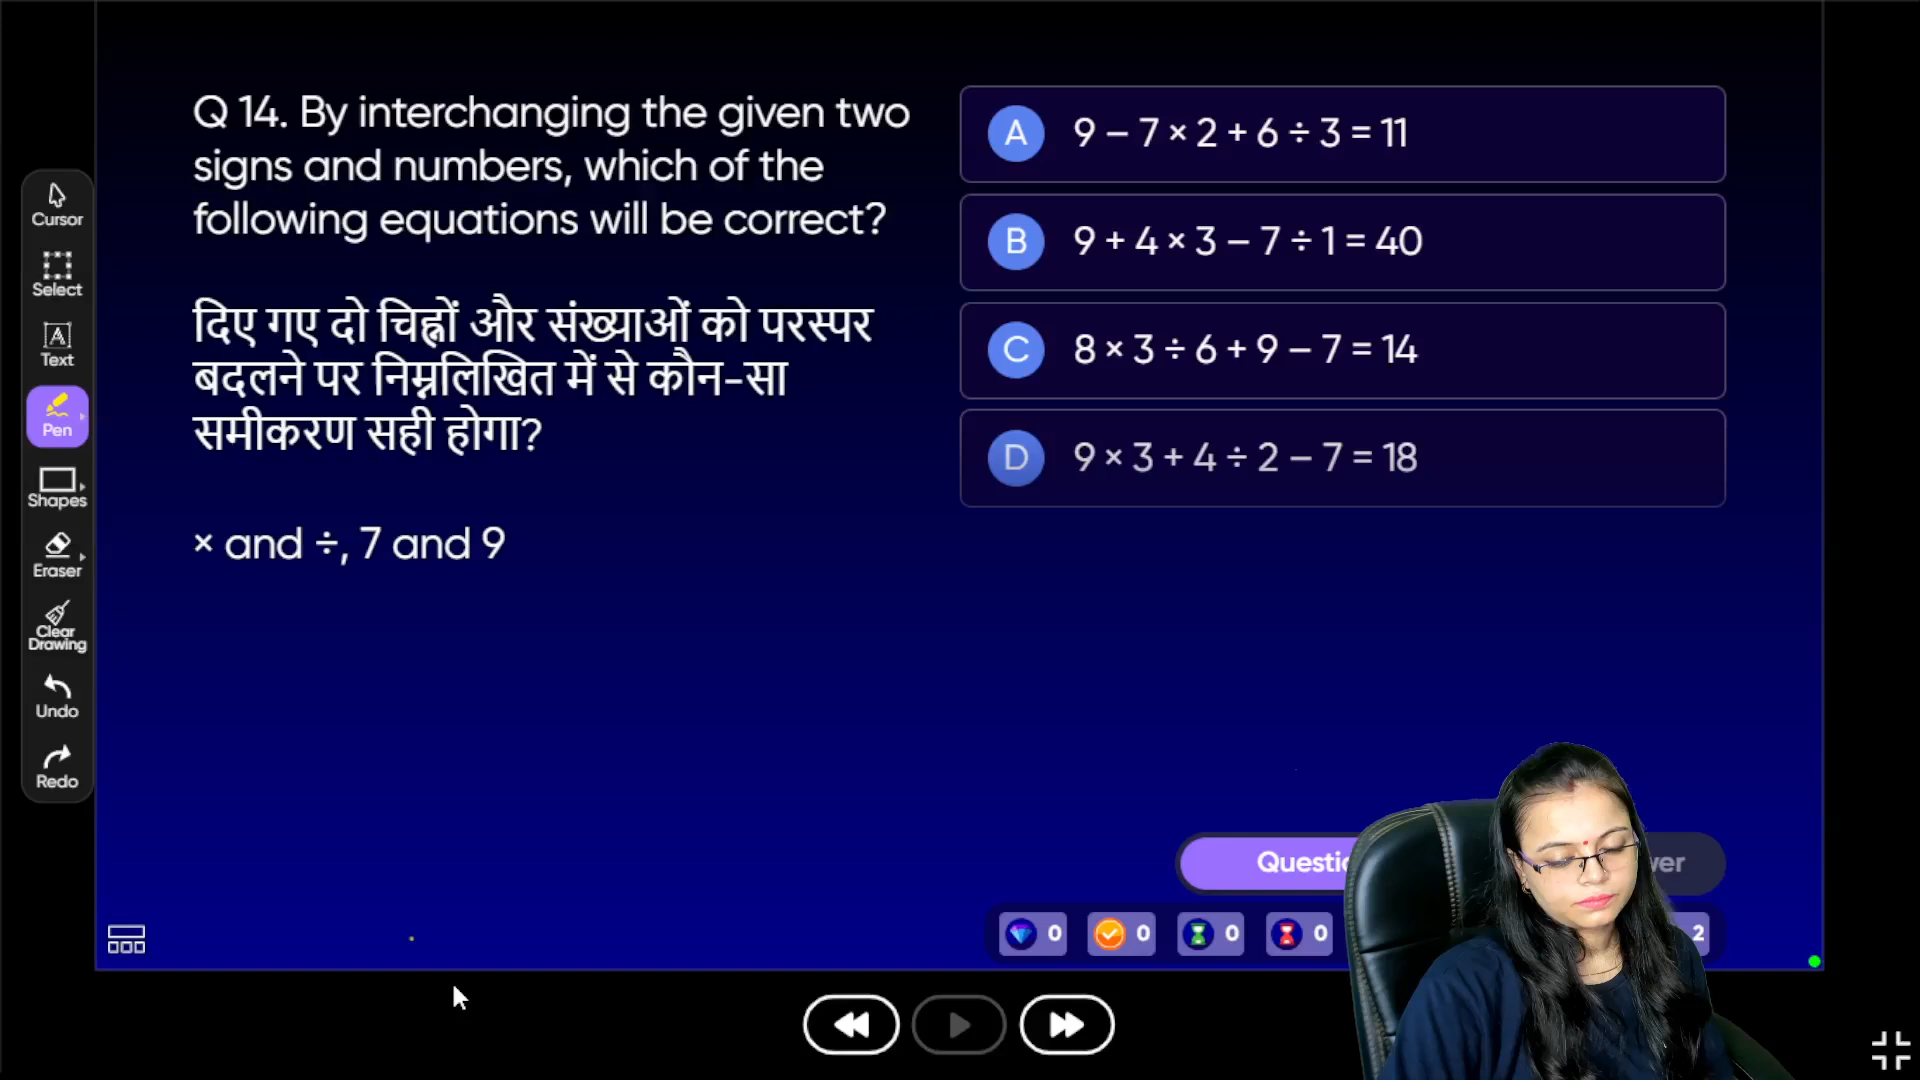 Q 14. By interchanging the given two
signs and numbers, which of the
following equations will be correct?
दिए गए दो चिह्नों और संख्याओं को परस्पर
बदलने पर निम्नलिखित में से कौन-सा
समीकरण सही होगा?
× and ÷, 7 and 9
A 9 – 7 × 2 + 6 ÷ 3 = 11
B 9 + 4 × 3 – 7 ÷ 1 = 40
C 8 × 3 ÷ 6 + 9 – 7 = 14
D 9 × 3 + 4 ÷ 2 – 7 = 18
Cursor
Select
A
Text
Pen
Shapes
Eraser
Clear
Drawing
Undo
Redo
0 0 0 0 2